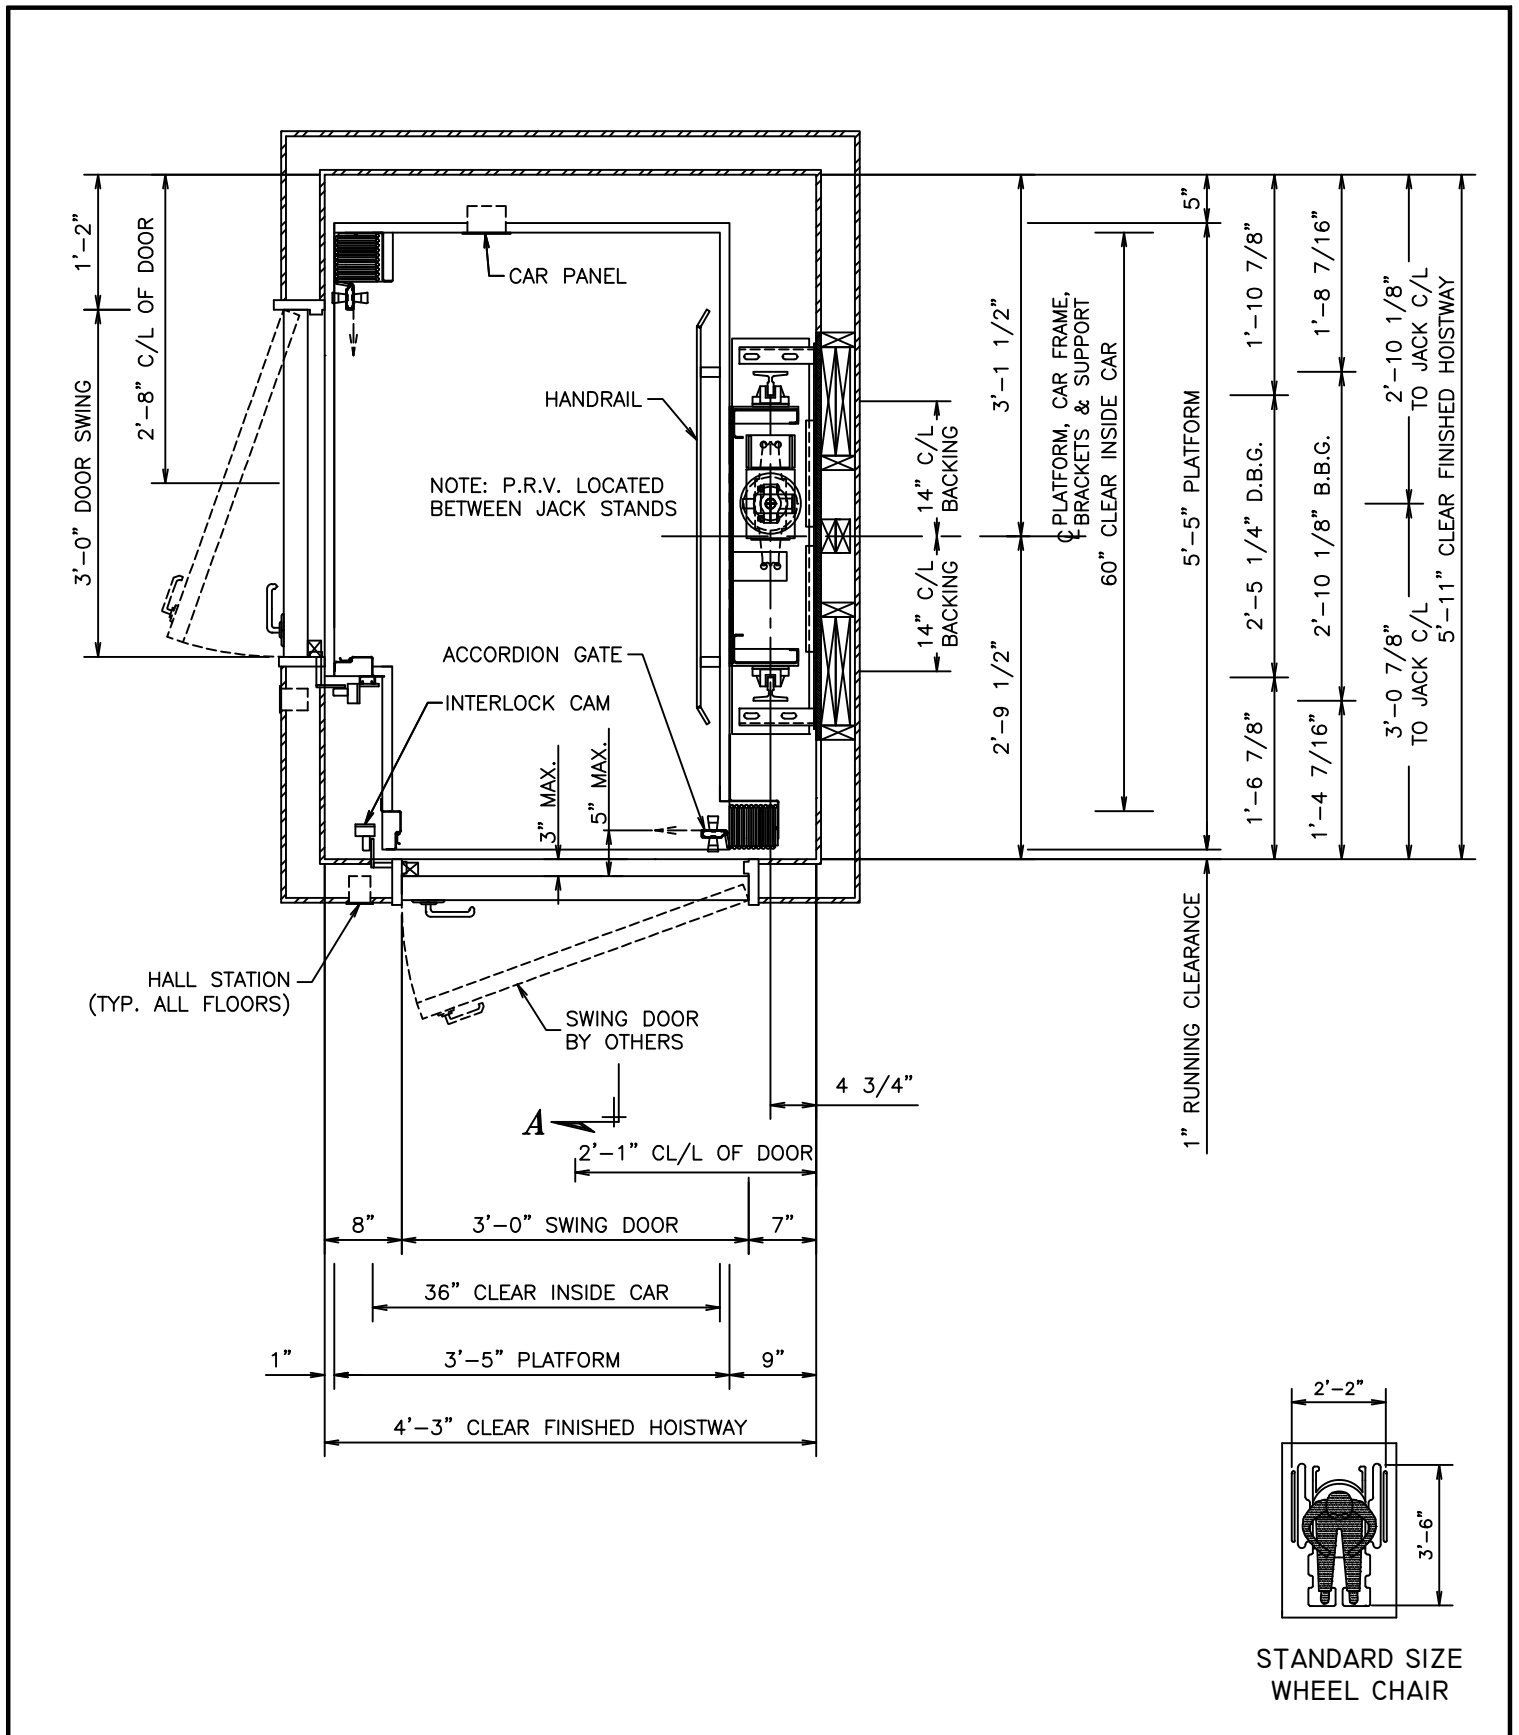 1'-2"
2'-8" C/L OF DOOR
3'-0" DOOR SWING
CAR PANEL
HANDRAIL
NOTE: P.R.V. LOCATED
BETWEEN JACK STANDS
ACCORDION GATE
INTERLOCK CAM
3" MAX.
5" MAX.
HALL STATION
(TYP. ALL FLOORS)
SWING DOOR
BY OTHERS
A
14" C/L
BACKING
14" C/L
BACKING
3'-1 1/2"
2'-9 1/2"
℄ PLATFORM, CAR FRAME,
BRACKETS & SUPPORT
60" CLEAR INSIDE CAR
5"
5'-5" PLATFORM
1" RUNNING CLEARANCE
1'-10 7/8"
2'-5 1/4" D.B.G.
1'-6 7/8"
1'-8 7/16"
2'-10 1/8" B.B.G.
1'-4 7/16"
2'-10 1/8"
TO JACK C/L
3'-0 7/8"
TO JACK C/L
5'-11" CLEAR FINISHED HOISTWAY
4 3/4"
2'-1" CL/L OF DOOR
8"
3'-0" SWING DOOR
7"
36" CLEAR INSIDE CAR
1"
3'-5" PLATFORM
9"
4'-3" CLEAR FINISHED HOISTWAY
2'-2"
3'-6"
STANDARD SIZE
WHEEL CHAIR